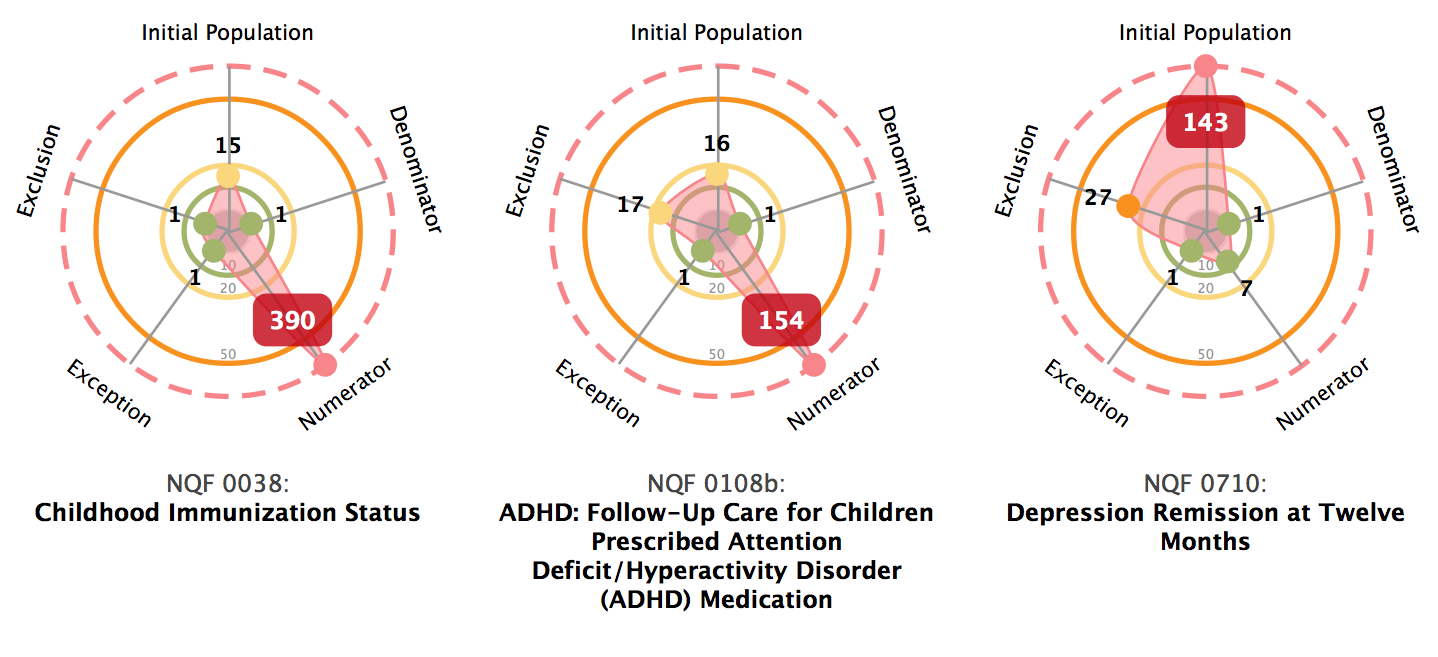 Initial Population
Denominator
Numerator
Exception
Exclusion
15
1
390
1
1
10
20
50
NQF 0038:
Childhood Immunization Status
Initial Population
Denominator
Numerator
Exception
Exclusion
16
1
154
1
17
10
20
50
NQF 0108b:
ADHD: Follow-Up Care for Children
Prescribed Attention
Deficit/Hyperactivity Disorder
(ADHD) Medication
Initial Population
Denominator
Numerator
Exception
Exclusion
143
1
7
1
27
10
20
50
NQF 0710:
Depression Remission at Twelve
Months